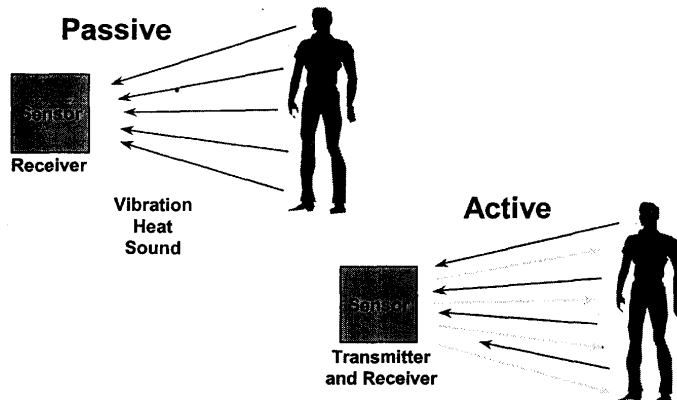 Passive
Sensor
Receiver
Vibration
Heat
Sound
Active
Sensor
Transmitter
and Receiver